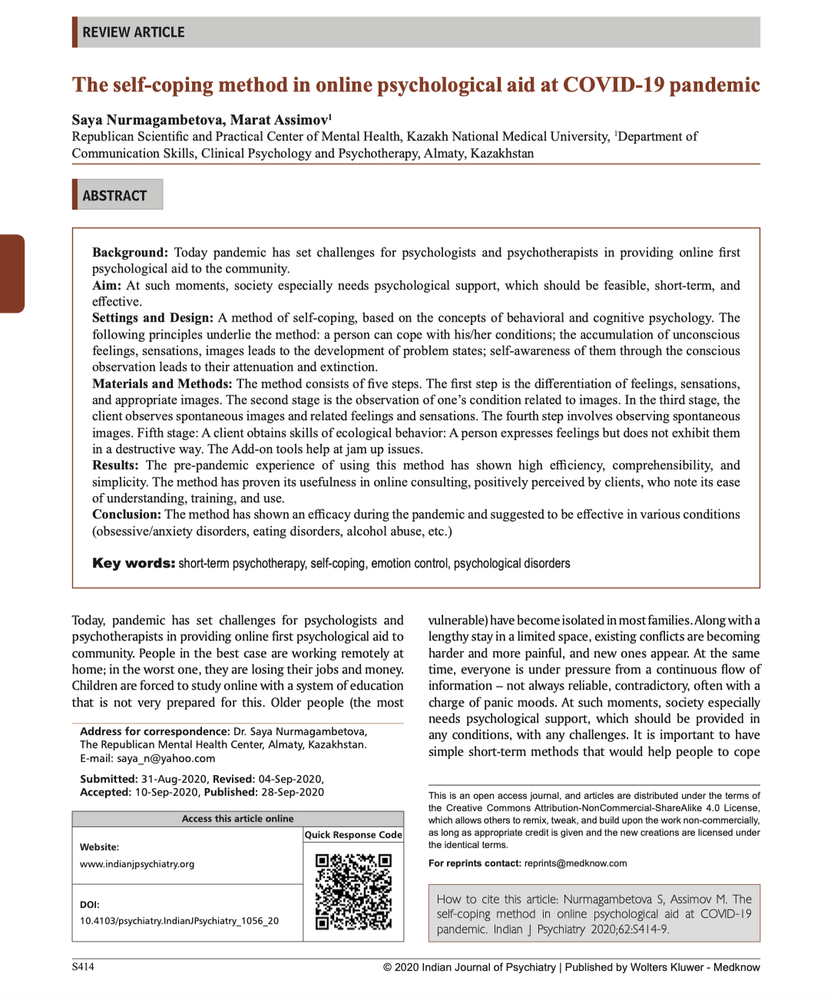 REVIEW ARTICLE
The self-coping method in online psychological aid at COVID-19 pandemic
Saya Nurmagambetova, Marat Assimov¹
Republican Scientific and Practical Center of Mental Health, Kazakh National Medical University, ¹Department of
Communication Skills, Clinical Psychology and Psychotherapy, Almaty, Kazakhstan
ABSTRACT
Background: Today pandemic has set challenges for psychologists and psychotherapists in providing online first
psychological aid to the community.
Aim: At such moments, society especially needs psychological support, which should be feasible, short-term, and
effective.
Settings and Design: A method of self-coping, based on the concepts of behavioral and cognitive psychology. The
following principles underlie the method: a person can cope with his/her conditions; the accumulation of unconscious
feelings, sensations, images leads to the development of problem states; self-awareness of them through the conscious
observation leads to their attenuation and extinction.
Materials and Methods: The method consists of five steps. The first step is the differentiation of feelings, sensations,
and appropriate images. The second stage is the observation of one's condition related to images. In the third stage, the
client observes spontaneous images and related feelings and sensations. The fourth step involves observing spontaneous
images. Fifth stage: A client obtains skills of ecological behavior: A person expresses feelings but does not exhibit them
in a destructive way. The Add-on tools help at jam up issues.
Results: The pre-pandemic experience of using this method has shown high efficiency, comprehensibility, and
simplicity. The method has proven its usefulness in online consulting, positively perceived by clients, who note its ease
of understanding, training, and use.
Conclusion: The method has shown an efficacy during the pandemic and suggested to be effective in various conditions
(obsessive/anxiety disorders, eating disorders, alcohol abuse, etc.)
Key words: short-term psychotherapy, self-coping, emotion control, psychological disorders
Today, pandemic has set challenges for psychologists and
psychotherapists in providing online first psychological aid to
community. People in the best case are working remotely at
home; in the worst one, they are losing their jobs and money.
Children are forced to study online with a system of education
that is not very prepared for this. Older people (the most
vulnerable) have become isolated in most families. Along with a
lengthy stay in a limited space, existing conflicts are becoming
harder and more painful, and new ones appear. At the same
time, everyone is under pressure from a continuous flow of
information – not always reliable, contradictory, often with a
charge of panic moods. At such moments, society especially
needs psychological support, which should be provided in
any conditions, with any challenges. It is important to have
simple short-term methods that would help people to cope
Address for correspondence: Dr. Saya Nurmagambetova,
The Republican Mental Health Center, Almaty, Kazakhstan.
E-mail: saya_n@yahoo.com
Submitted: 31-Aug-2020, Revised: 04-Sep-2020,
Accepted: 10-Sep-2020, Published: 28-Sep-2020
Access this article online
Quick Response Code
Website:
www.indianjpsychiatry.org
DOI:
10.4103/psychiatry.IndianJPsychiatry_1056_20
This is an open access journal, and articles are distributed under the terms of
the Creative Commons Attribution-NonCommercial-ShareAlike 4.0 License,
which allows others to remix, tweak, and build upon the work non-commercially,
as long as appropriate credit is given and the new creations are licensed under
the identical terms.
For reprints contact: reprints@medknow.com
How to cite this article: Nurmagambetova S, Assimov M. The
self-coping method in online psychological aid at COVID-19
pandemic. Indian J Psychiatry 2020;62:S414-9.
S414
© 2020 Indian Journal of Psychiatry | Published by Wolters Kluwer - Medknow